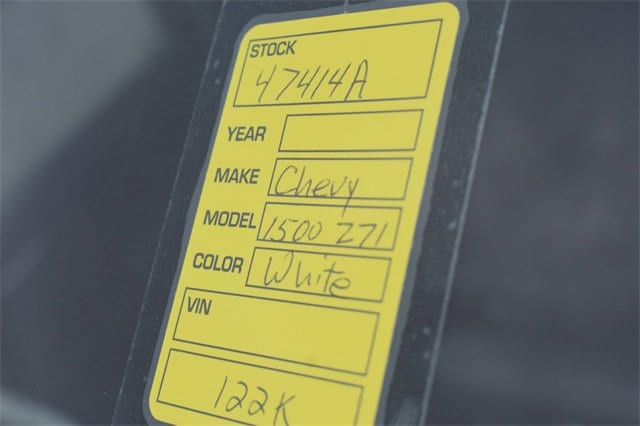 STOCK
47414A
YEAR
MAKE Chevy
MODEL 1500 Z71
COLOR White
VIN
122K